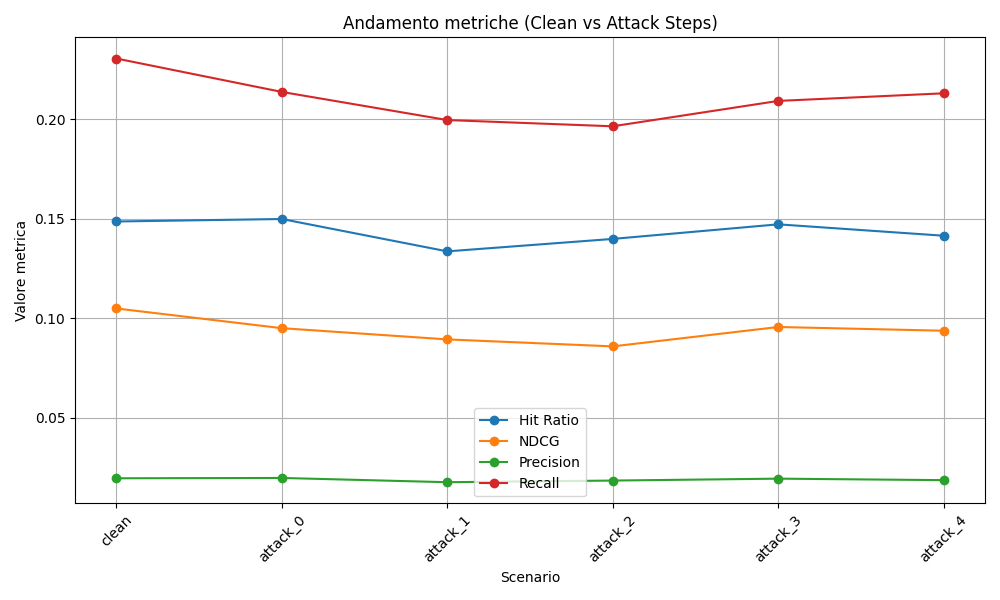 Andamento metriche (Clean vs Attack Steps)
Valore metrica
0.20
0.15
0.10
0.05
Hit Ratio
NDCG
Precision
Recall
clean
attack_0
attack_1
attack_2
attack_3
attack_4
Scenario